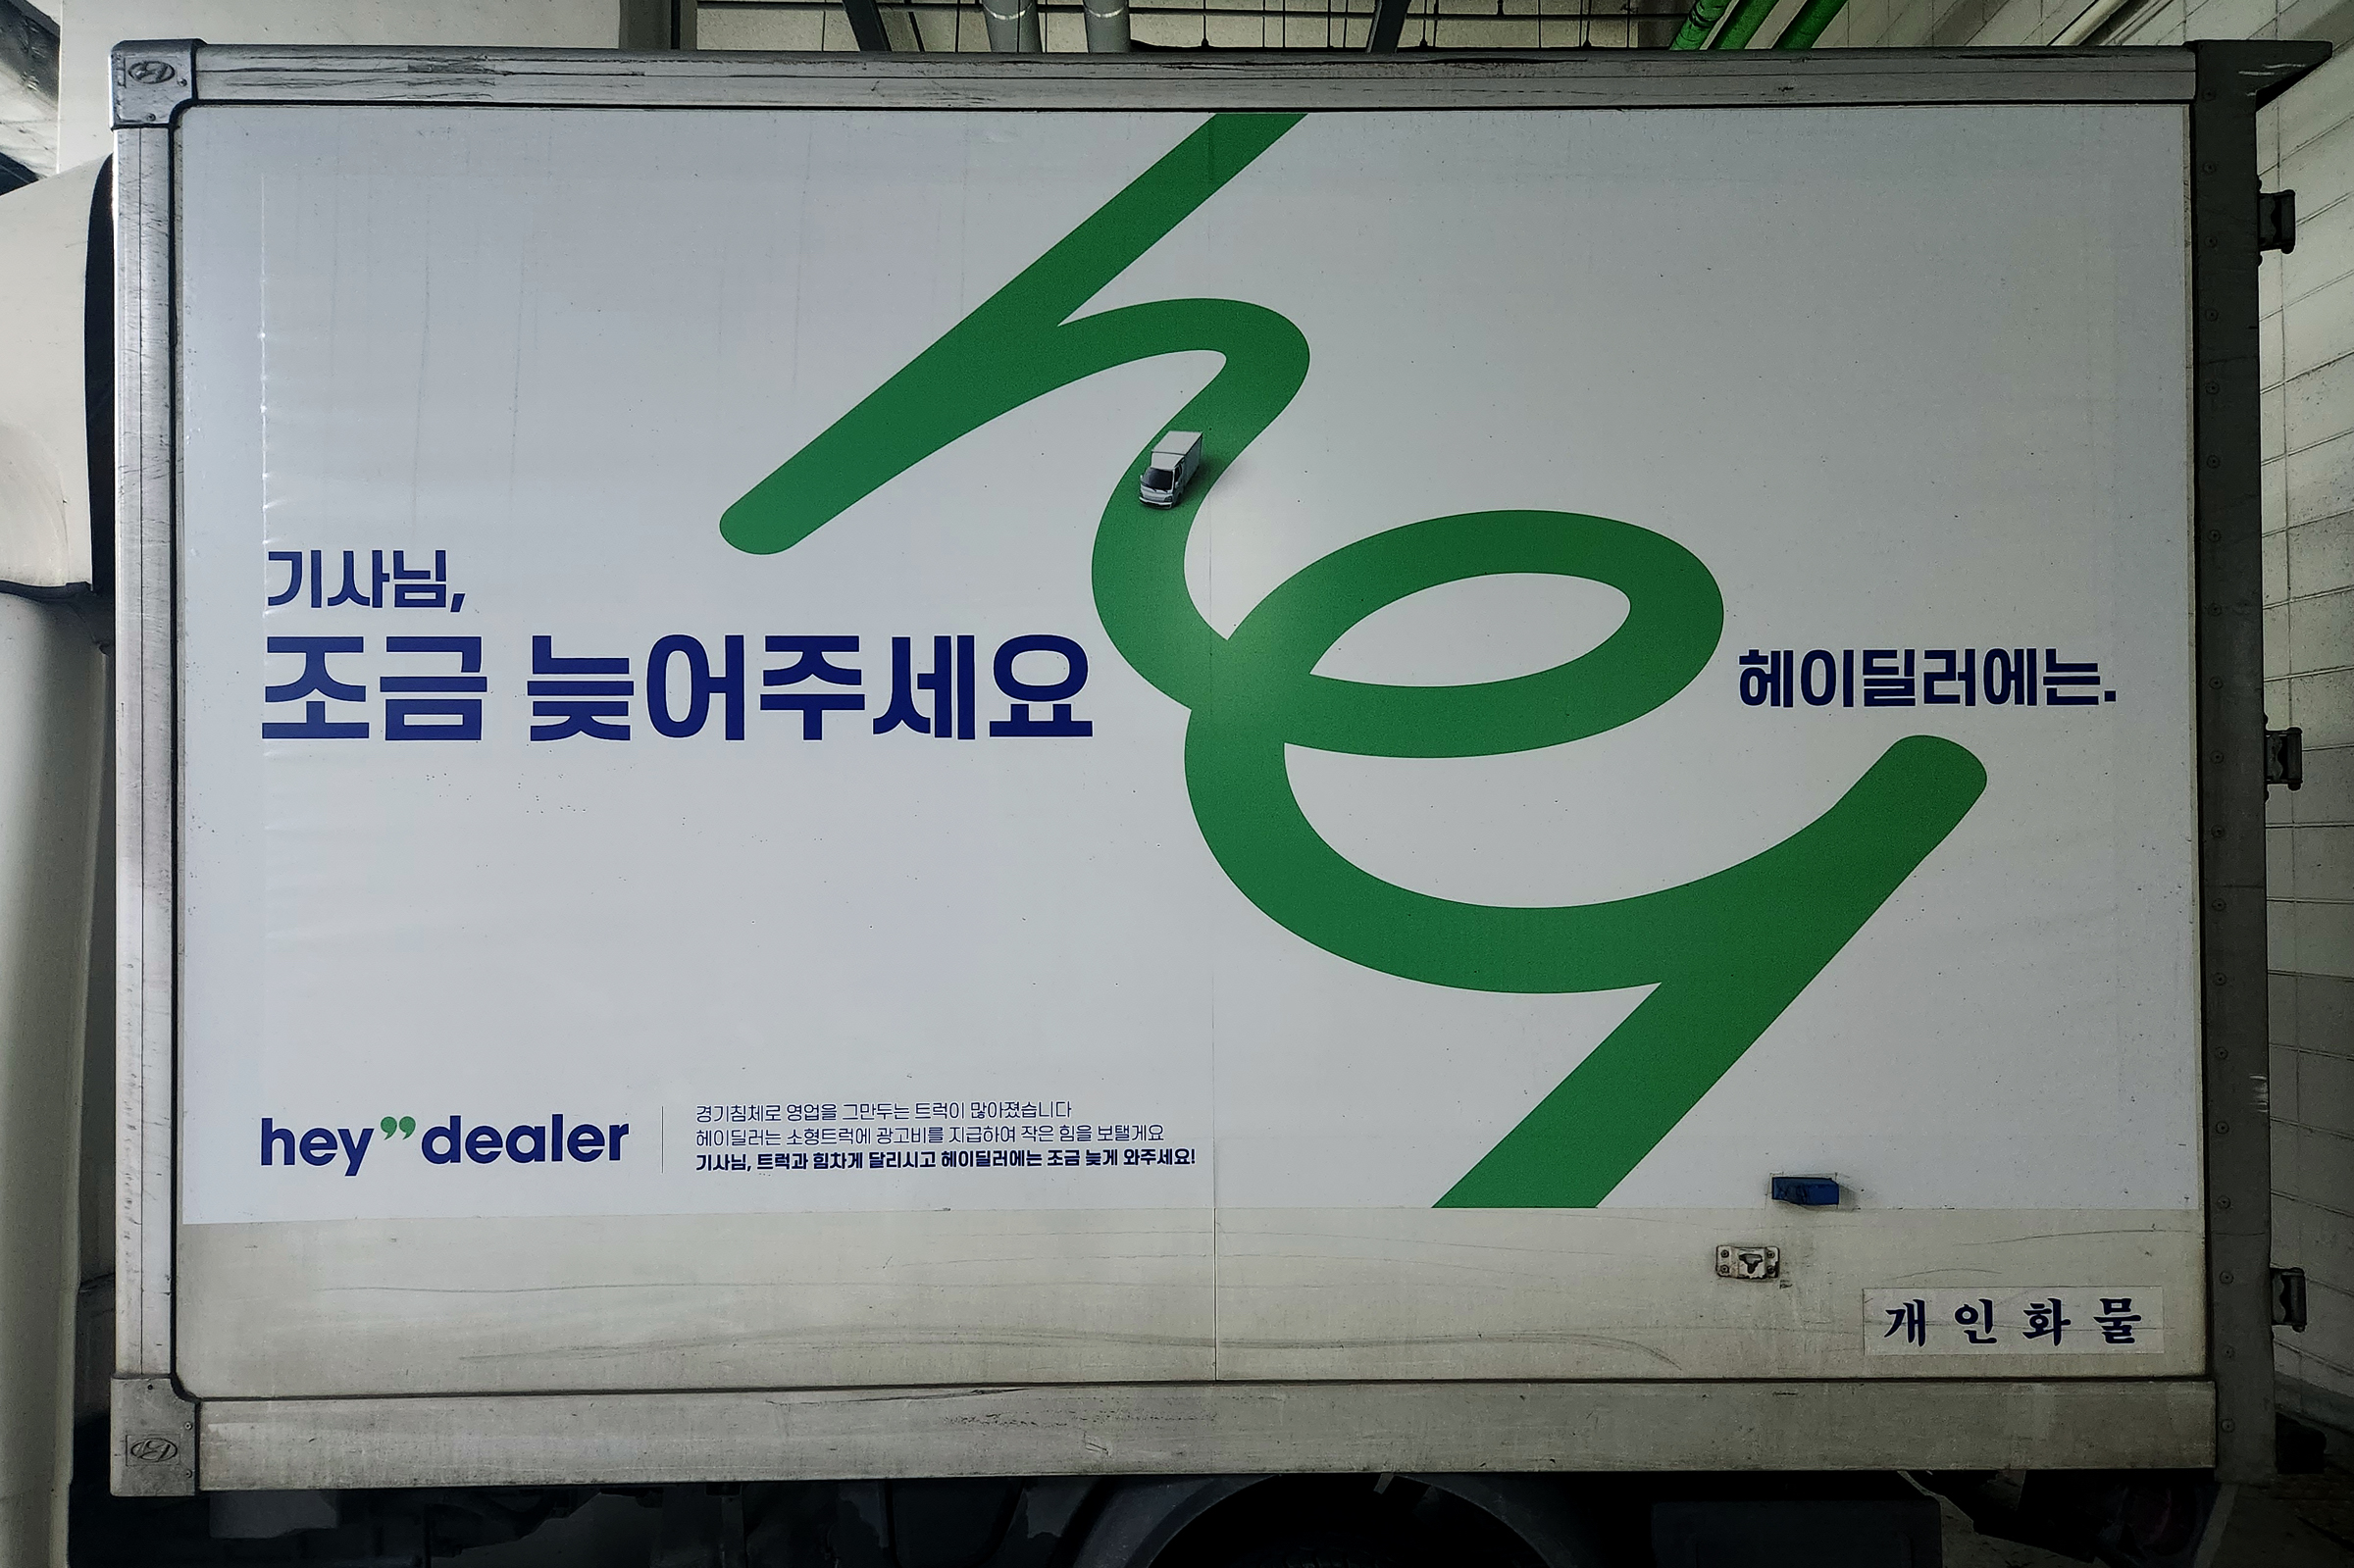 hey
기사님,
조금 늦어주세요
헤이딜러에는.
hey”dealer
경기침체로 영업을 그만두는 트럭이 많아졌습니다
헤이딜러는 소형트럭에 광고비를 지급하여 작은 힘을 보탤게요
기사님, 트럭과 힘차게 달리시고 헤이딜러에는 조금 늦게 와주세요!
개인화물